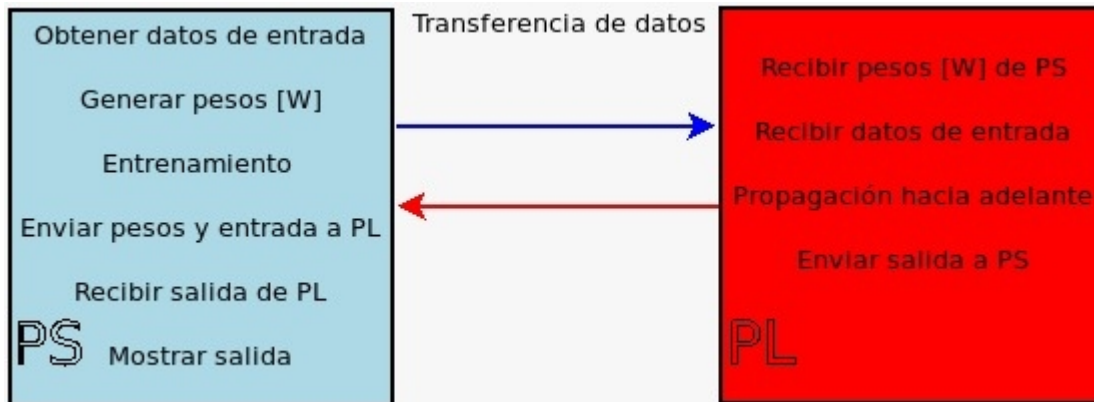 Obtener datos de entrada
Generar pesos [W]
Entrenamiento
Enviar pesos y entrada a PL
Recibir salida de PL
Mostrar salida
PS
Transferencia de datos
Recibir pesos [W] de PS
Recibir datos de entrada
Propagación hacia adelante
Enviar salida a PS
PL